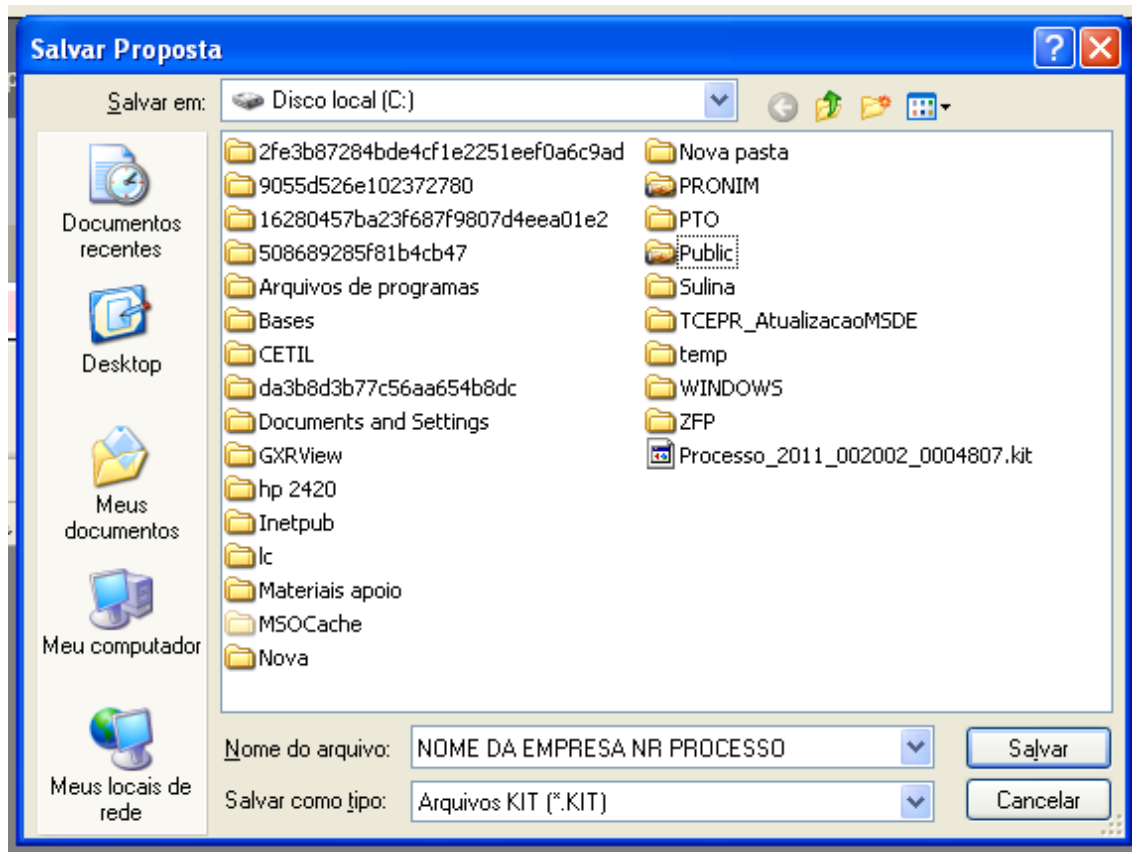 Salvar Proposta
Salvar em:
Disco local (C:)
Documentos
recentes
Desktop
Meus
documentos
Meu computador
Meus locais de
rede
2fe3b87284bde4cf1e2251eef0a6c9ad
9055d526e102372780
16280457ba23f687f9807d4eea01e2
508689285f81b4cb47
Arquivos de programas
Bases
CETIL
da3b8d3b77c56aa654b8dc
Documents and Settings
GXRView
hp 2420
Inetpub
lc
Materiais apoio
MSOCache
Nova
Nova pasta
PRONIM
PTO
Public
Sulina
TCEPR_AtualizacaoMSDE
temp
WINDOWS
ZFP
Processo_2011_002002_0004807.kit
Nome do arquivo:
NOME DA EMPRESA NR PROCESSO
Salvar
Salvar como tipo:
Arquivos KIT (*.KIT)
Cancelar